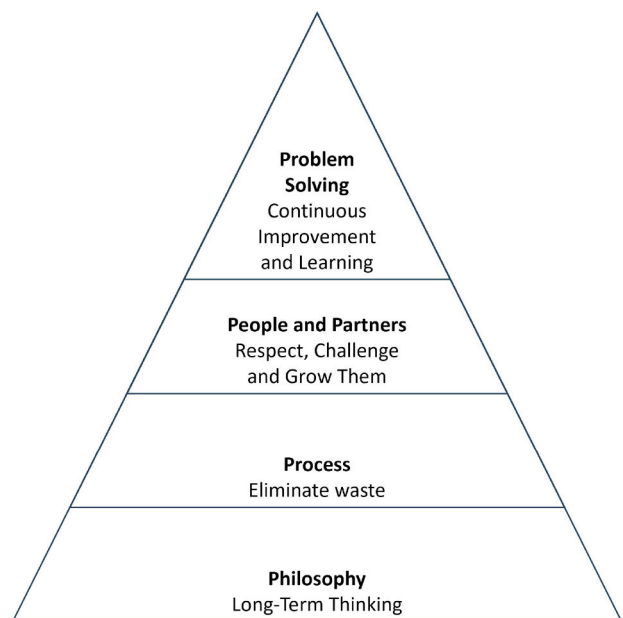 Problem
Solving
Continuous
Improvement
and Learning
People and Partners
Respect, Challenge
and Grow Them
Process
Eliminate waste
Philosophy
Long-Term Thinking